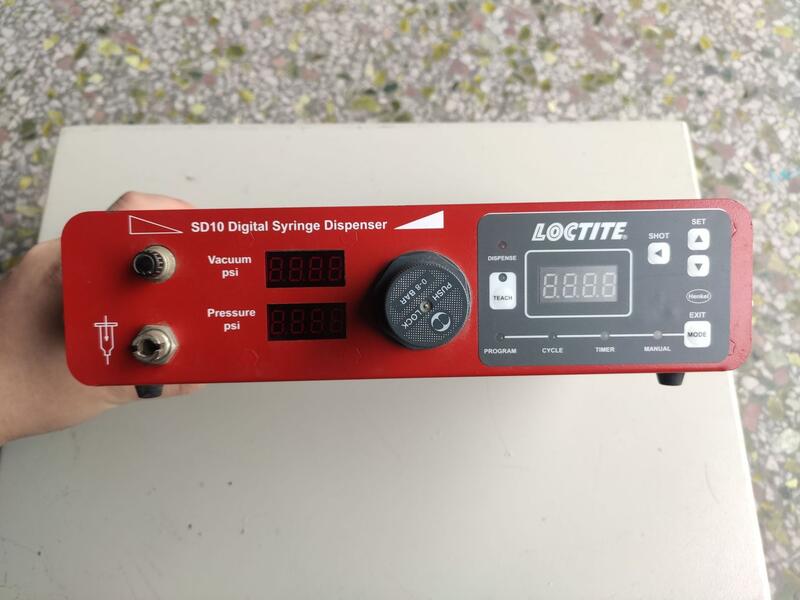 SD10 Digital Syringe Dispenser
Vacuum
psi
Pressure
psi
PUSH LOCK
0-8 BAR
LOCTITE®
DISPENSE
TEACH
SHOT
SET
Henkel
EXIT
MODE
PROGRAM
CYCLE
TIMER
MANUAL